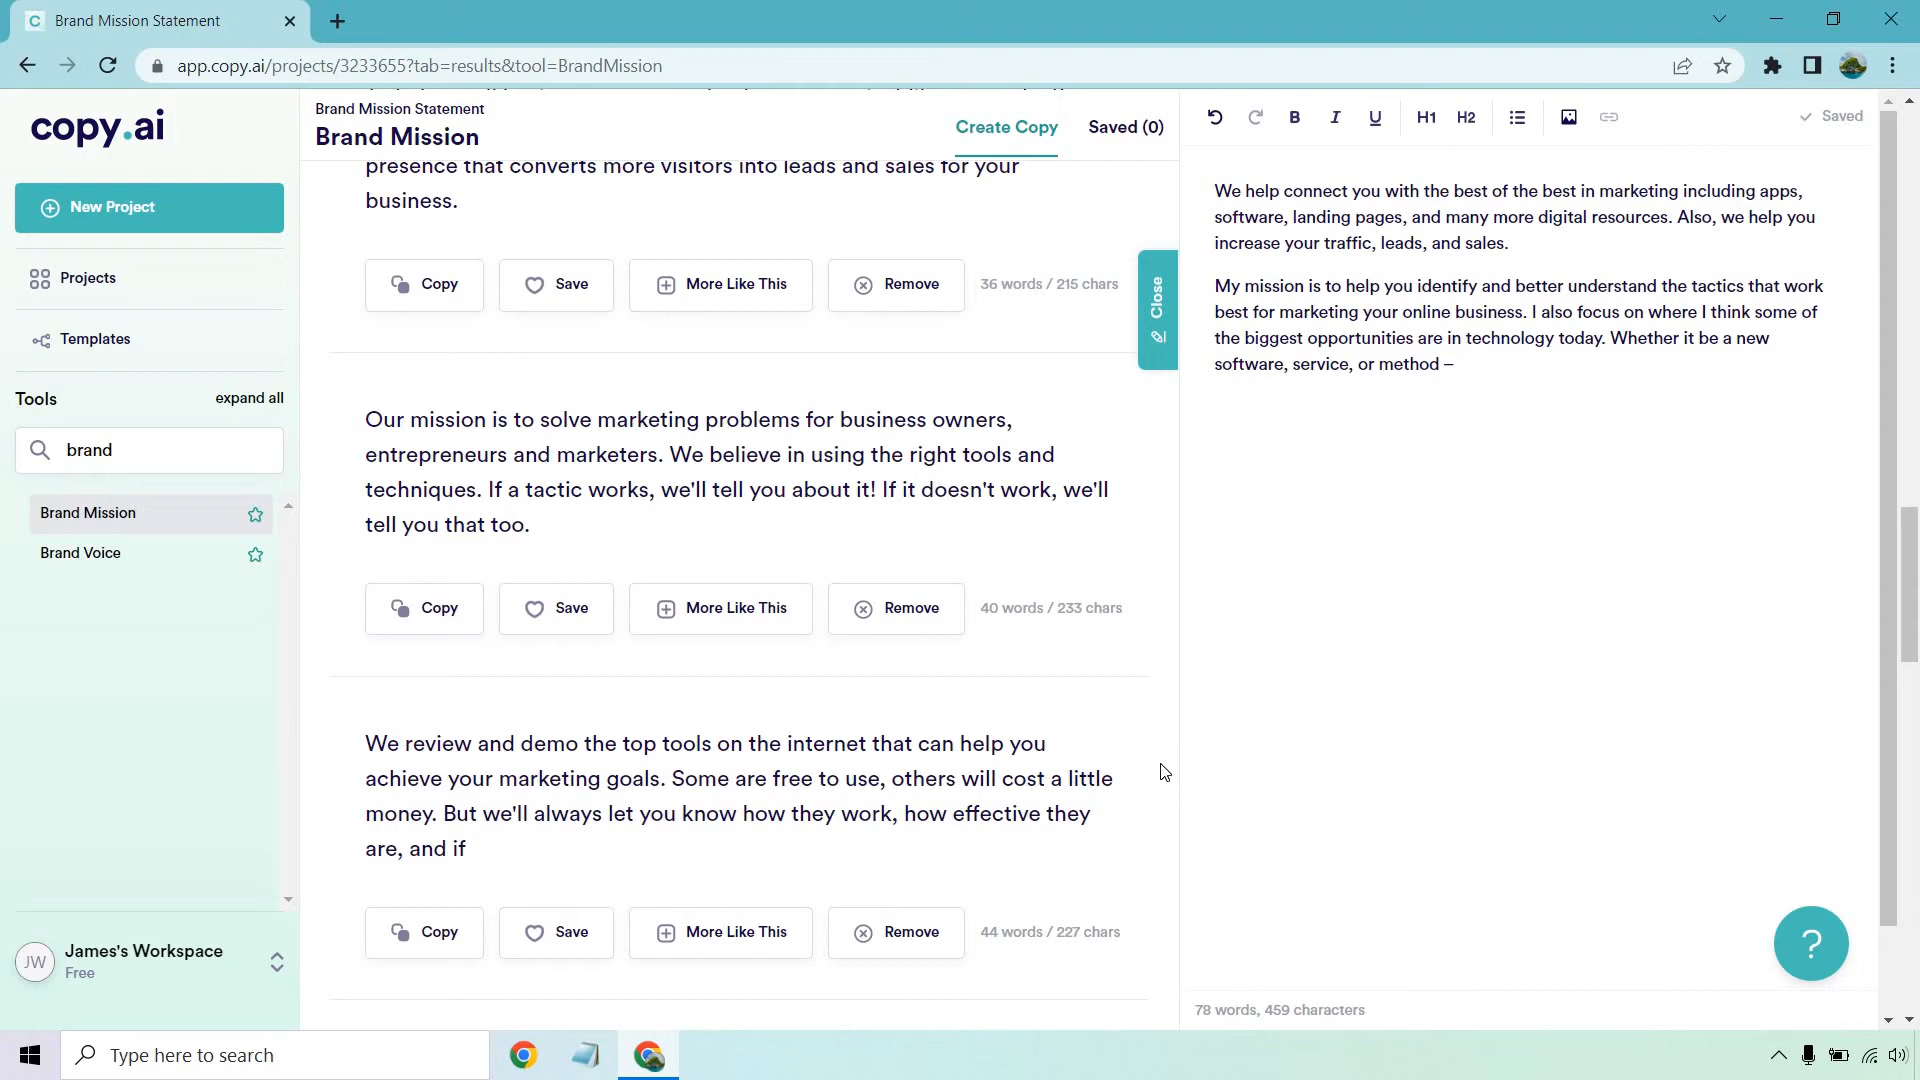 Brand Mission Statement
app.copy.ai/projects/3233655?tab=results&tool=BrandMission
copy.ai
New Project
Projects
Templates
Tools
expand all
brand
Brand Mission
Brand Voice
James's Workspace
JW
Free
Brand Mission Statement
Brand Mission
Create Copy
Saved (0)
presence that converts more visitors into leads and sales for your
business.
Copy
Save
More Like This
Remove
36 words / 215 chars
Our mission is to solve marketing problems for business owners,
entrepreneurs and marketers. We believe in using the right tools and
techniques. If a tactic works, we'll tell you about it! If it doesn't work, we'll
tell you that too.
Copy
Save
More Like This
Remove
40 words / 233 chars
We review and demo the top tools on the internet that can help you
achieve your marketing goals. Some are free to use, others will cost a little
money. But we'll always let you know how they work, how effective they
are, and if
Copy
Save
More Like This
Remove
44 words / 227 chars
Close
B
I
U
H1
H2
Saved
We help connect you with the best of the best in marketing including apps,
software, landing pages, and many more digital resources. Also, we help you
increase your traffic, leads, and sales.
My mission is to help you identify and better understand the tactics that work
best for marketing your online business. I also focus on where I think some of
the biggest opportunities are in technology today. Whether it be a new
software, service, or method –
?
78 words, 459 characters
Type here to search